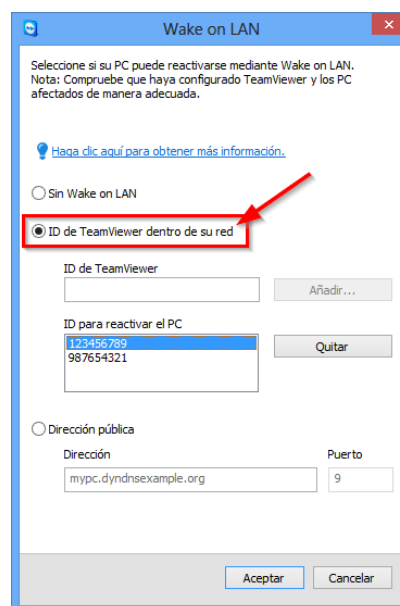 Wake on LAN
Seleccione si su PC puede reactivarse mediante Wake on LAN.
Nota: Compruebe que haya configurado TeamViewer y los PC
afectados de manera adecuada.
Haga clic aquí para obtener más información.
Sin Wake on LAN
ID de TeamViewer dentro de su red
ID de TeamViewer
Añadir...
ID para reactivar el PC
123456789
987654321
Quitar
Dirección pública
Dirección
Puerto
mypc.dyndnsexample.org
9
Aceptar
Cancelar